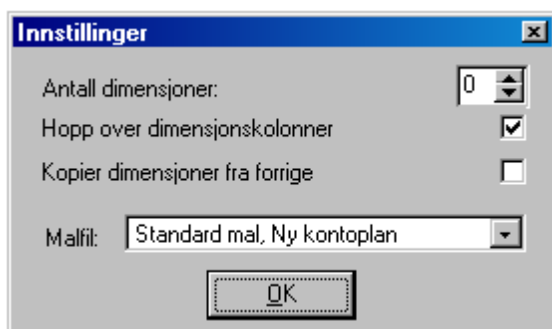 Innstillinger
Antall dimensjoner: 0
Hopp over dimensjonskolonner
Kopier dimensjoner fra forrige
Malfil: Standard mal, Ny kontoplan
OK